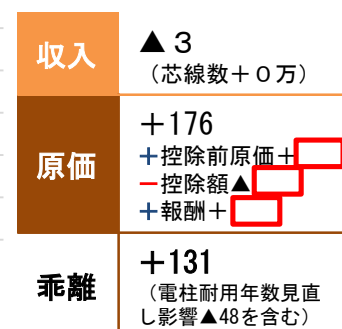 収入
▲3
（芯線数＋０万）
原価
＋176
＋控除前原価＋
－控除額▲
＋報酬＋
乖離
＋131
（電柱耐用年数見直
し影響▲48を含む）